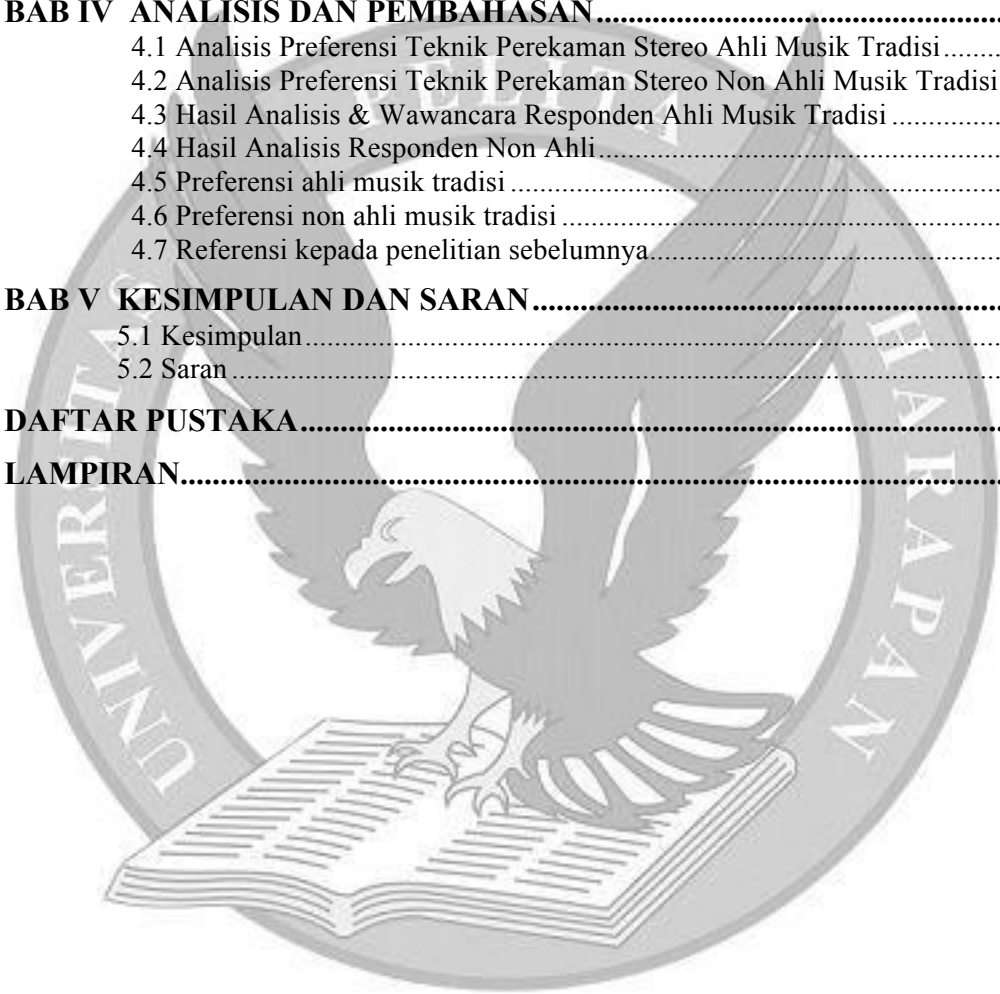 BAB IV ANALISIS DAN PEMBAHASAN
4.1 Analisis Preferensi Teknik Perekaman Stereo Ahli Musik Tradisi
4.2 Analisis Preferensi Teknik Perekaman Stereo Non Ahli Musik Tradisi
4.3 Hasil Analisis & Wawancara Responden Ahli Musik Tradisi
4.4 Hasil Analisis Responden Non Ahli
4.5 Preferensi ahli musik tradisi
4.6 Preferensi non ahli musik tradisi
4.7 Referensi kepada penelitian sebelumnya
BAB V KESIMPULAN DAN SARAN
5.1 Kesimpulan
5.2 Saran
DAFTAR PUSTAKA
LAMPIRAN
UNIVERSITAS PELITA HARAPAN